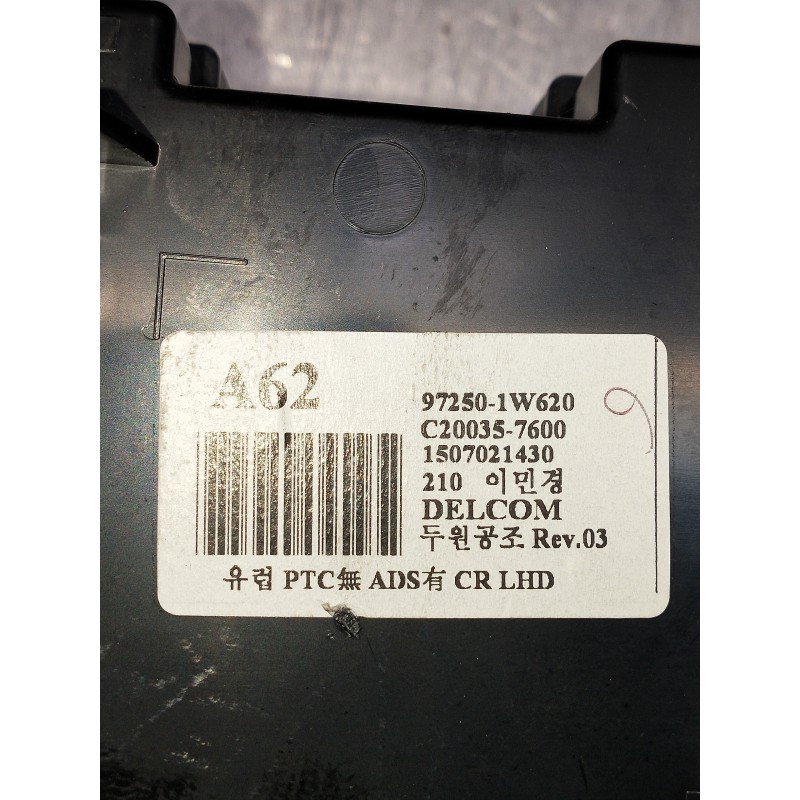 A62
97250-1W620
C20035-7600
1507021430
210 이민경
DELCOM
두원공조 Rev.03
유럽 PTC無 ADS有 CR LHD